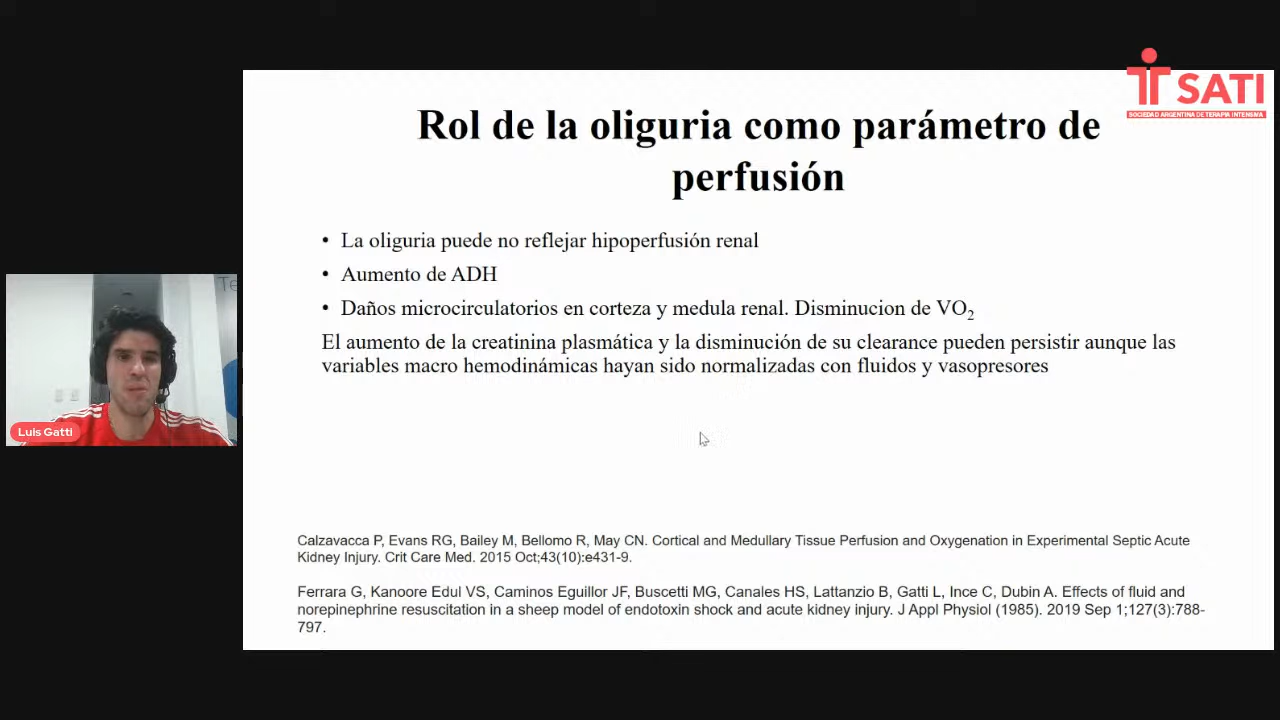 SATI
SOCIEDAD ARGENTINA DE TERAPIA INTENSIVA
Rol de la oliguria como parámetro de
perfusión
• La oliguria puede no reflejar hipoperfusión renal
• Aumento de ADH
• Daños microcirculatorios en corteza y medula renal. Disminucion de VO2
El aumento de la creatinina plasmática y la disminución de su clearance pueden persistir aunque las
variables macro hemodinámicas hayan sido normalizadas con fluidos y vasopresores
Te
Luis Gatti
Calzavacca P, Evans RG, Bailey M, Bellomo R, May CN. Cortical and Medullary Tissue Perfusion and Oxygenation in Experimental Septic Acute
Kidney Injury. Crit Care Med. 2015 Oct;43(10):e431-9.
Ferrara G, Kanoore Edul VS, Caminos Eguillor JF, Buscetti MG, Canales HS, Lattanzio B, Gatti L, Ince C, Dubin A. Effects of fluid and
norepinephrine resuscitation in a sheep model of endotoxin shock and acute kidney injury. J Appl Physiol (1985). 2019 Sep 1;127(3):788-
797.